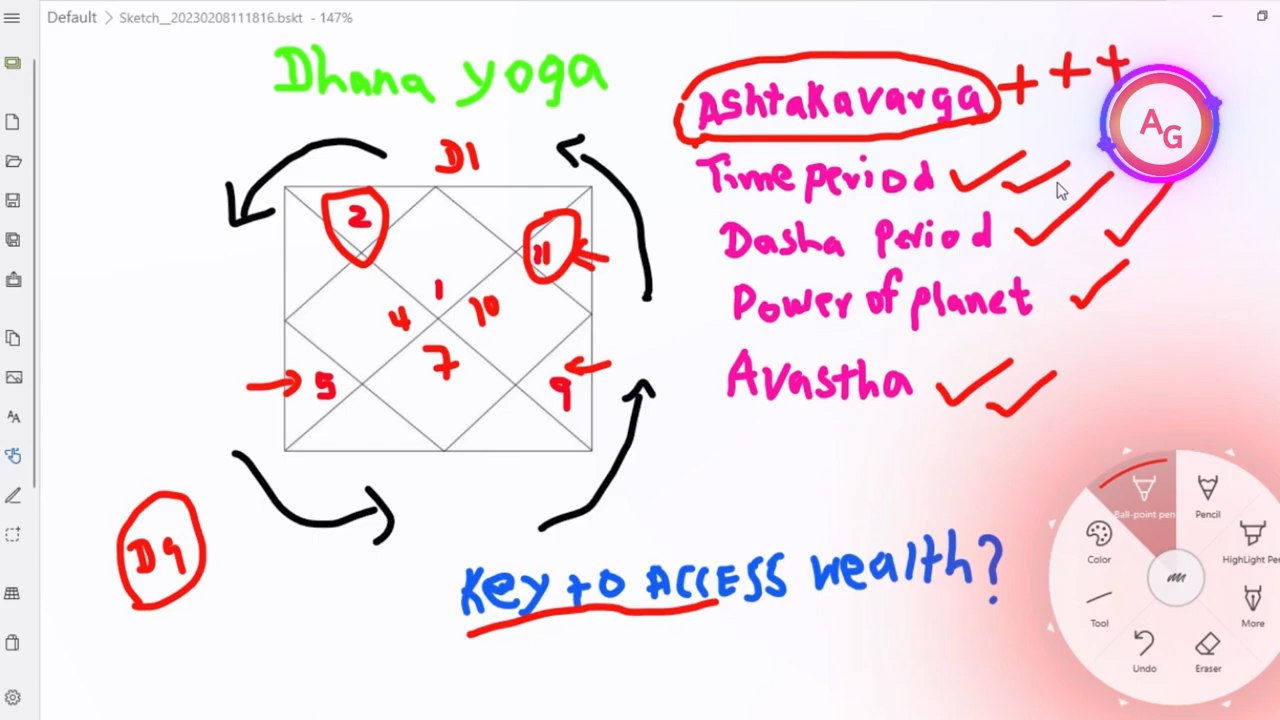 Default > Sketch__20230208111816.bskt - 147%
Dhana yoga
Ashtakavarga +++
AG
D1
Time period
2
11
Dasha Period
1
4 10
Power of planet
7
5 9
Avastha
D9
Key to ACCESS wealth?
Ball-point pen
Pencil
Color
HighLight Pe
Tool
More
Undo
Eraser